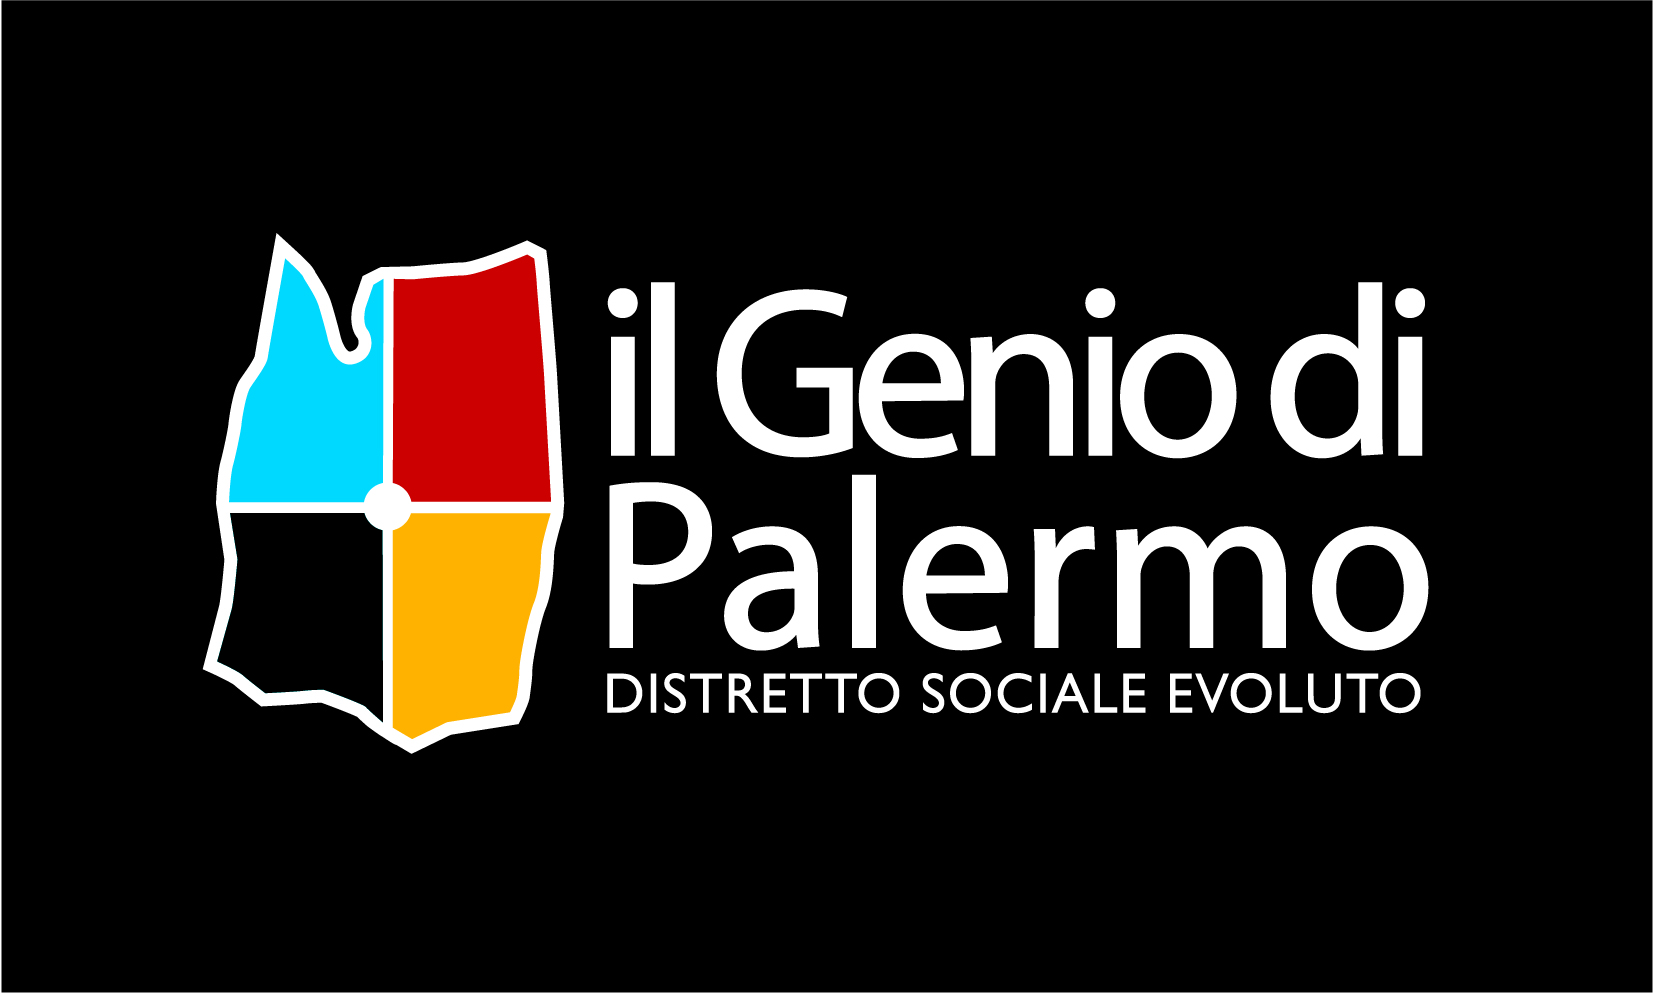 il Genio di
Palermo
DISTRETTO SOCIALE EVOLUTO